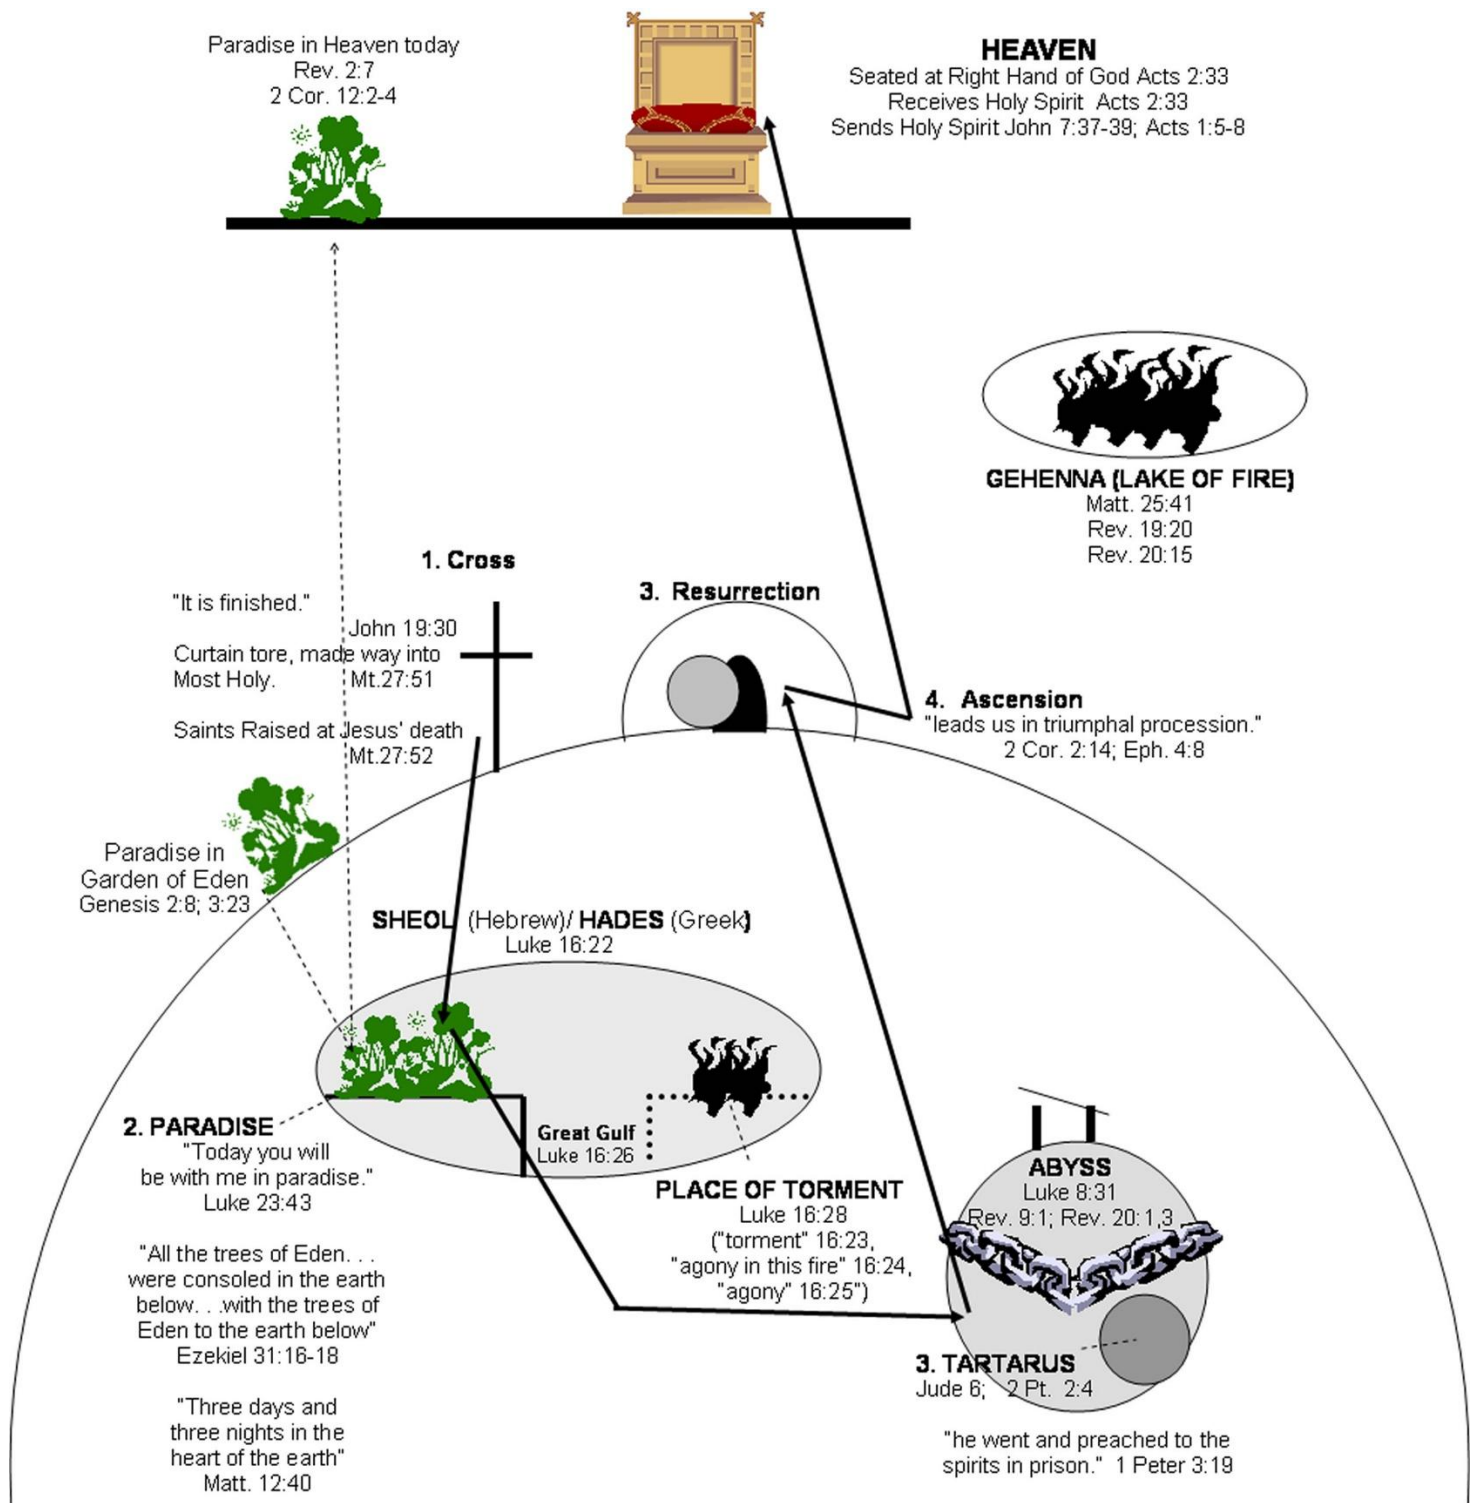 Paradise in Heaven today
Rev. 2:7
2 Cor. 12:2-4
HEAVEN
Seated at Right Hand of God Acts 2:33
Receives Holy Spirit Acts 2:33
Sends Holy Spirit John 7:37-39; Acts 1:5-8
GEHENNA (LAKE OF FIRE)
Matt. 25:41
Rev. 19:20
Rev. 20:15
1. Cross
"It is finished."
John 19:30
Curtain tore, made way into
Most Holy. Mt.27:51
Saints Raised at Jesus' death
Mt.27:52
3. Resurrection
4. Ascension
"leads us in triumphal procession."
2 Cor. 2:14; Eph. 4:8
Paradise in
Garden of Eden
Genesis 2:8; 3:23
SHEOL (Hebrew)/ HADES (Greek)
Luke 16:22
Great Gulf
Luke 16:26
2. PARADISE
"Today you will
be with me in paradise."
Luke 23:43
"All the trees of Eden. . .
were consoled in the earth
below. . .with the trees of
Eden to the earth below"
Ezekiel 31:16-18
"Three days and
three nights in the
heart of the earth"
Matt. 12:40
PLACE OF TORMENT
Luke 16:28
("torment" 16:23,
"agony in this fire" 16:24,
"agony" 16:25")
ABYSS
Luke 8:31
Rev. 9:1; Rev. 20:1,3
3. TARTARUS
Jude 6; 2 Pt. 2:4
"he went and preached to the
spirits in prison." 1 Peter 3:19